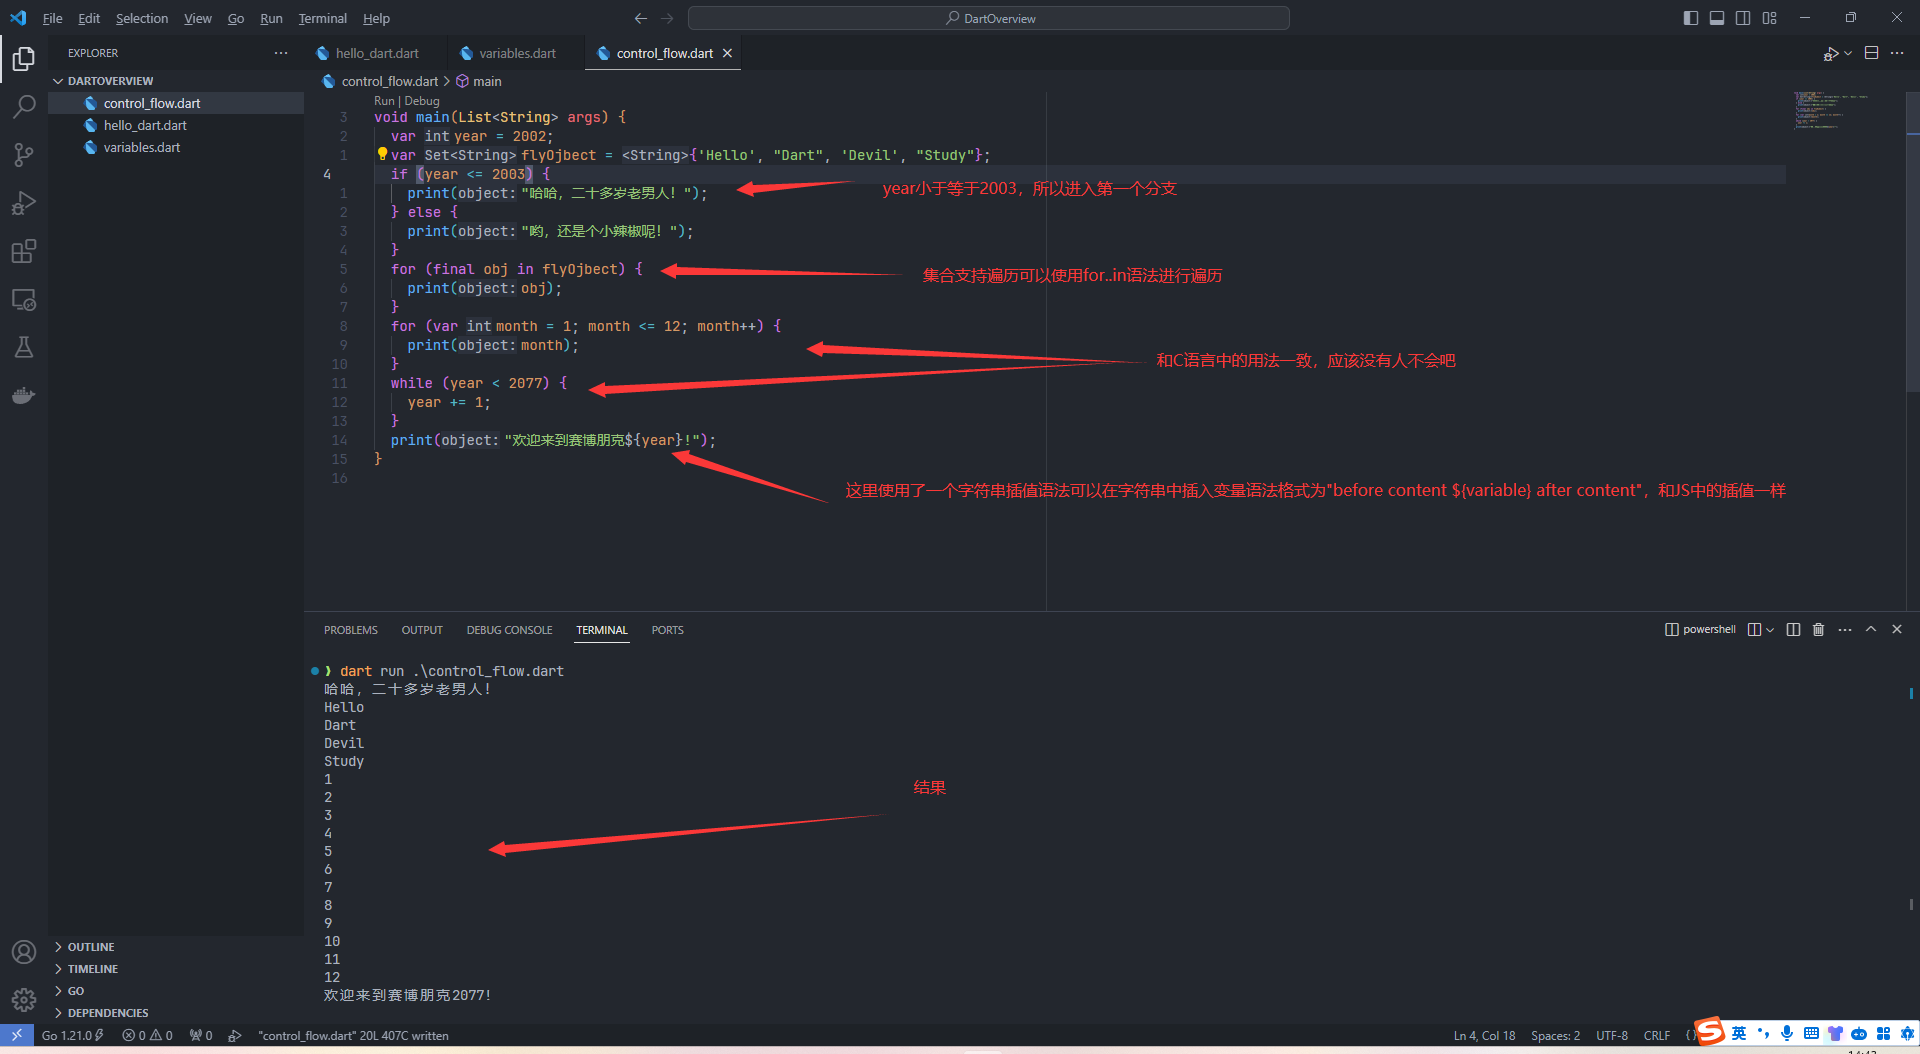 File Edit Selection View Go Run Terminal Help
DartOverview
EXPLORER
hello_dart.dart variables.dart control_flow.dart
DARTOVERVIEW
control_flow.dart
hello_dart.dart
variables.dart
control_flow.dart > main
Run | Debug
3 void main(List<String> args) {
2 var int year = 2002;
1 var Set<String> flyOjbect = <String>{'Hello', "Dart", 'Devil', "Study"};
4 if (year <= 2003) {
1 print(object: "哈哈，二十多岁老男人！");
year小于等于2003，所以进入第一个分支
2 } else {
3 print(object: "哟，还是个小辣椒呢！");
4 }
5 for (final obj in flyOjbect) {
集合支持遍历可以使用for..in语法进行遍历
6 print(object: obj);
7 }
8 for (var int month = 1; month <= 12; month++) {
9 print(object: month);
10 }
和C语言中的用法一致，应该没有人不会吧
11 while (year < 2077) {
12 year += 1;
13 }
14 print(object: "欢迎来到赛博朋克${year}!");
15 }
16
这里使用了一个字符串插值语法可以在字符串中插入变量语法格式为"before content ${variable} after content"，和JS中的插值一样
PROBLEMS OUTPUT DEBUG CONSOLE TERMINAL PORTS
powershell
dart run .\control_flow.dart
哈哈，二十多岁老男人！
Hello
Dart
Devil
Study
1
2
结果
3
4
5
6
7
8
9
10
11
12
欢迎来到赛博朋克2077!
OUTLINE
TIMELINE
GO
DEPENDENCIES
Go 1.21.0 0 0 0 "control_flow.dart" 20L 407C written
Ln 4, Col 18 Spaces: 2 UTF-8 CRLF {
英